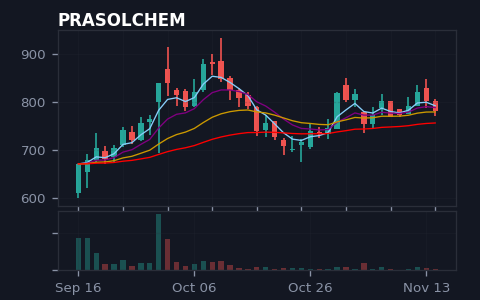 PRASOLCHEM
900
800
700
600
Sep 16
Oct 06
Oct 26
Nov 13